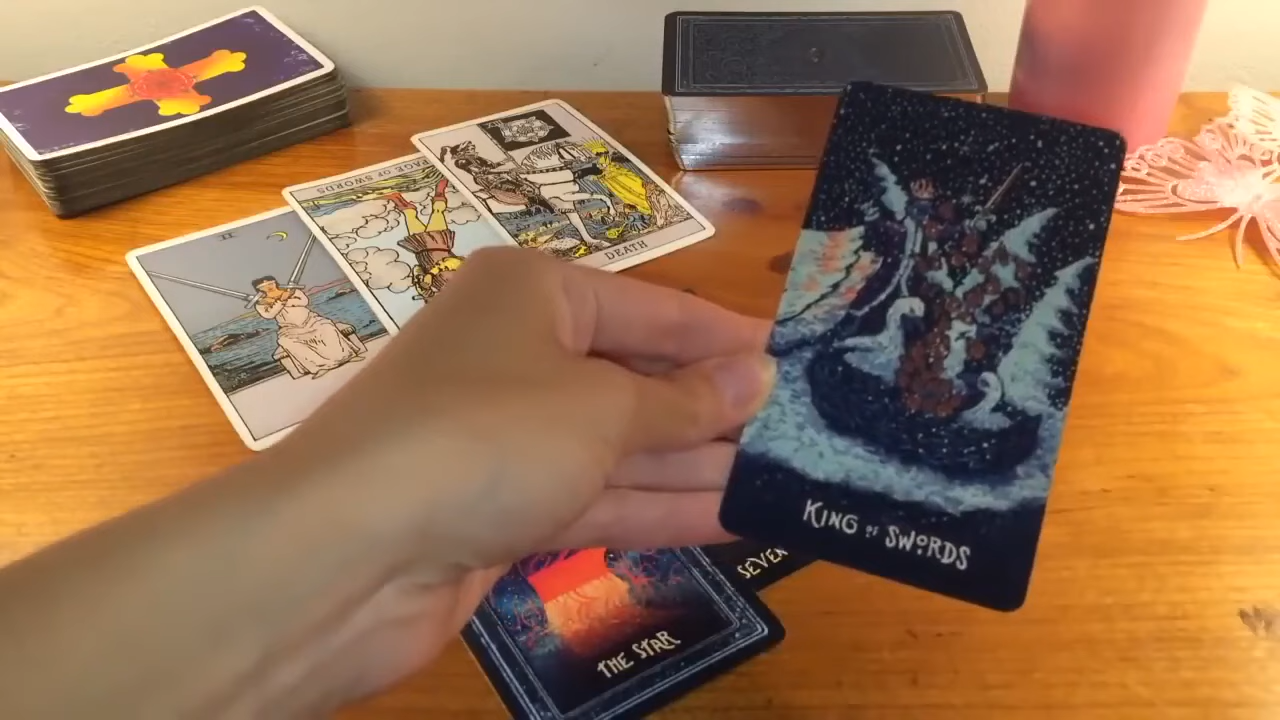 II
PAGE OF SWORDS
DEATH
KING OF SWORDS
SEVEN
THE STAR